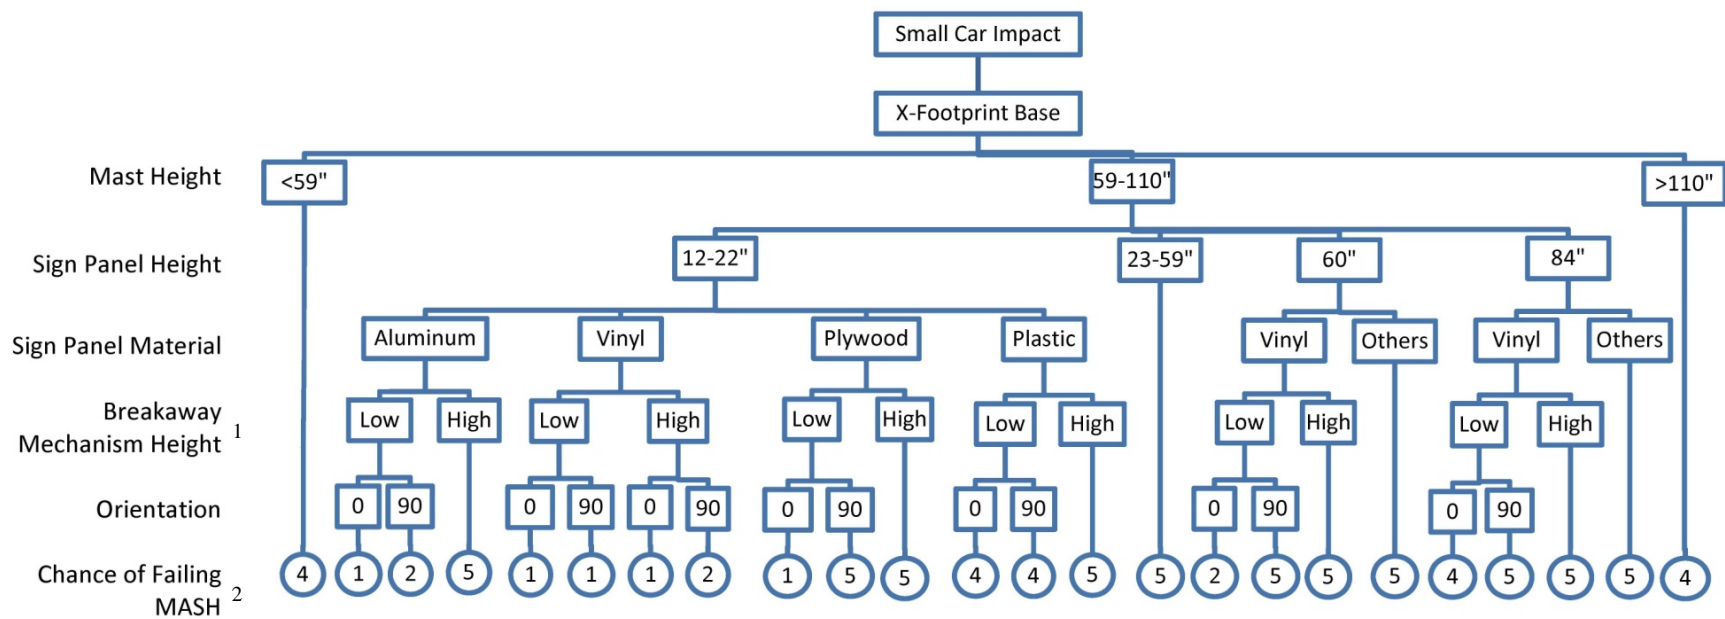 Small Car Impact
X-Footprint Base
Mast Height <59" 59-110" >110"
Sign Panel Height 12-22" 23-59" 60" 84"
Sign Panel Material Aluminum Vinyl Plywood Plastic Vinyl Others Vinyl Others
Breakaway
Mechanism Height 1 Low High Low High Low High Low High Low High Low High
Orientation 0 90 0 90 0 90 0 90 0 90 0 90 0 90
Chance of Failing
MASH 2 4 1 2 5 1 1 1 2 1 5 5 4 4 5 5 2 5 5 5 4 5 5 5 4